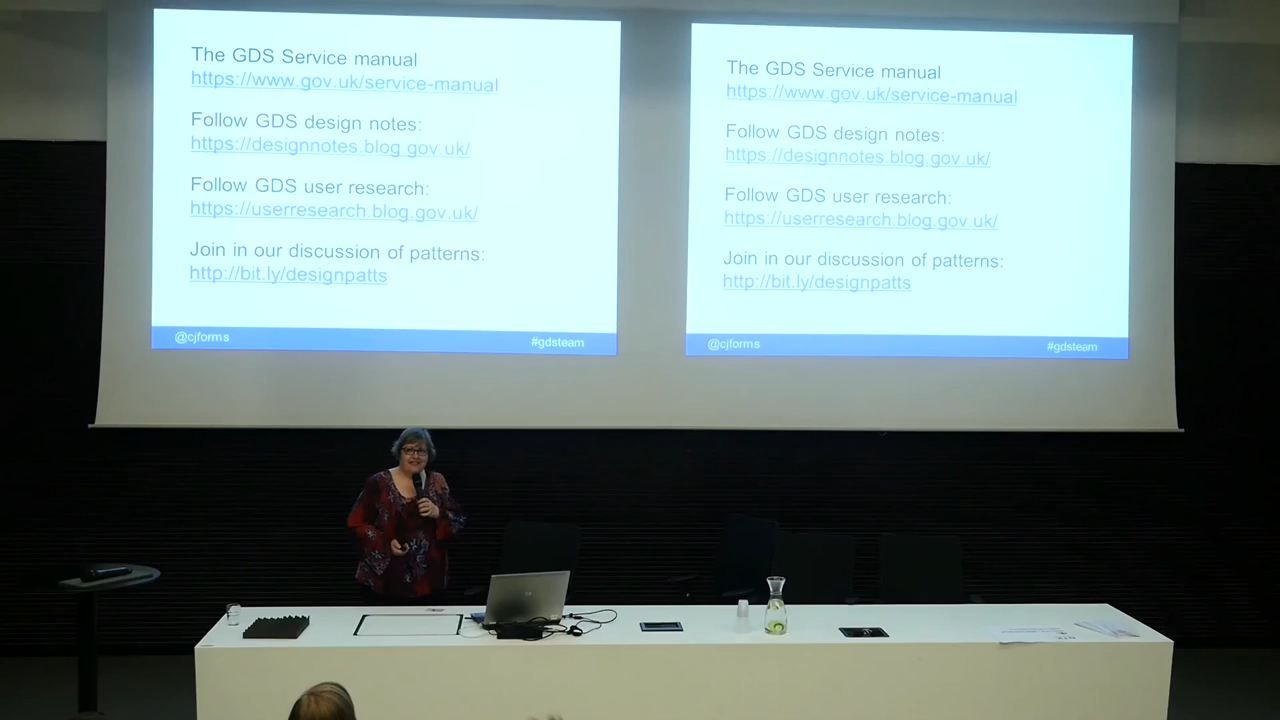 The GDS Service manual
https://www.gov.uk/service-manual
Follow GDS design notes:
https://designnotes.blog.gov.uk/
Follow GDS user research:
https://userresearch.blog.gov.uk/
Join in our discussion of patterns:
http://bit.ly/designpatts
@cjforms
#gdsteam
The GDS Service manual
https://www.gov.uk/service-manual
Follow GDS design notes:
https://designnotes.blog.gov.uk/
Follow GDS user research:
https://userresearch.blog.gov.uk/
Join in our discussion of patterns:
http://bit.ly/designpatts
@cjforms
#gdsteam